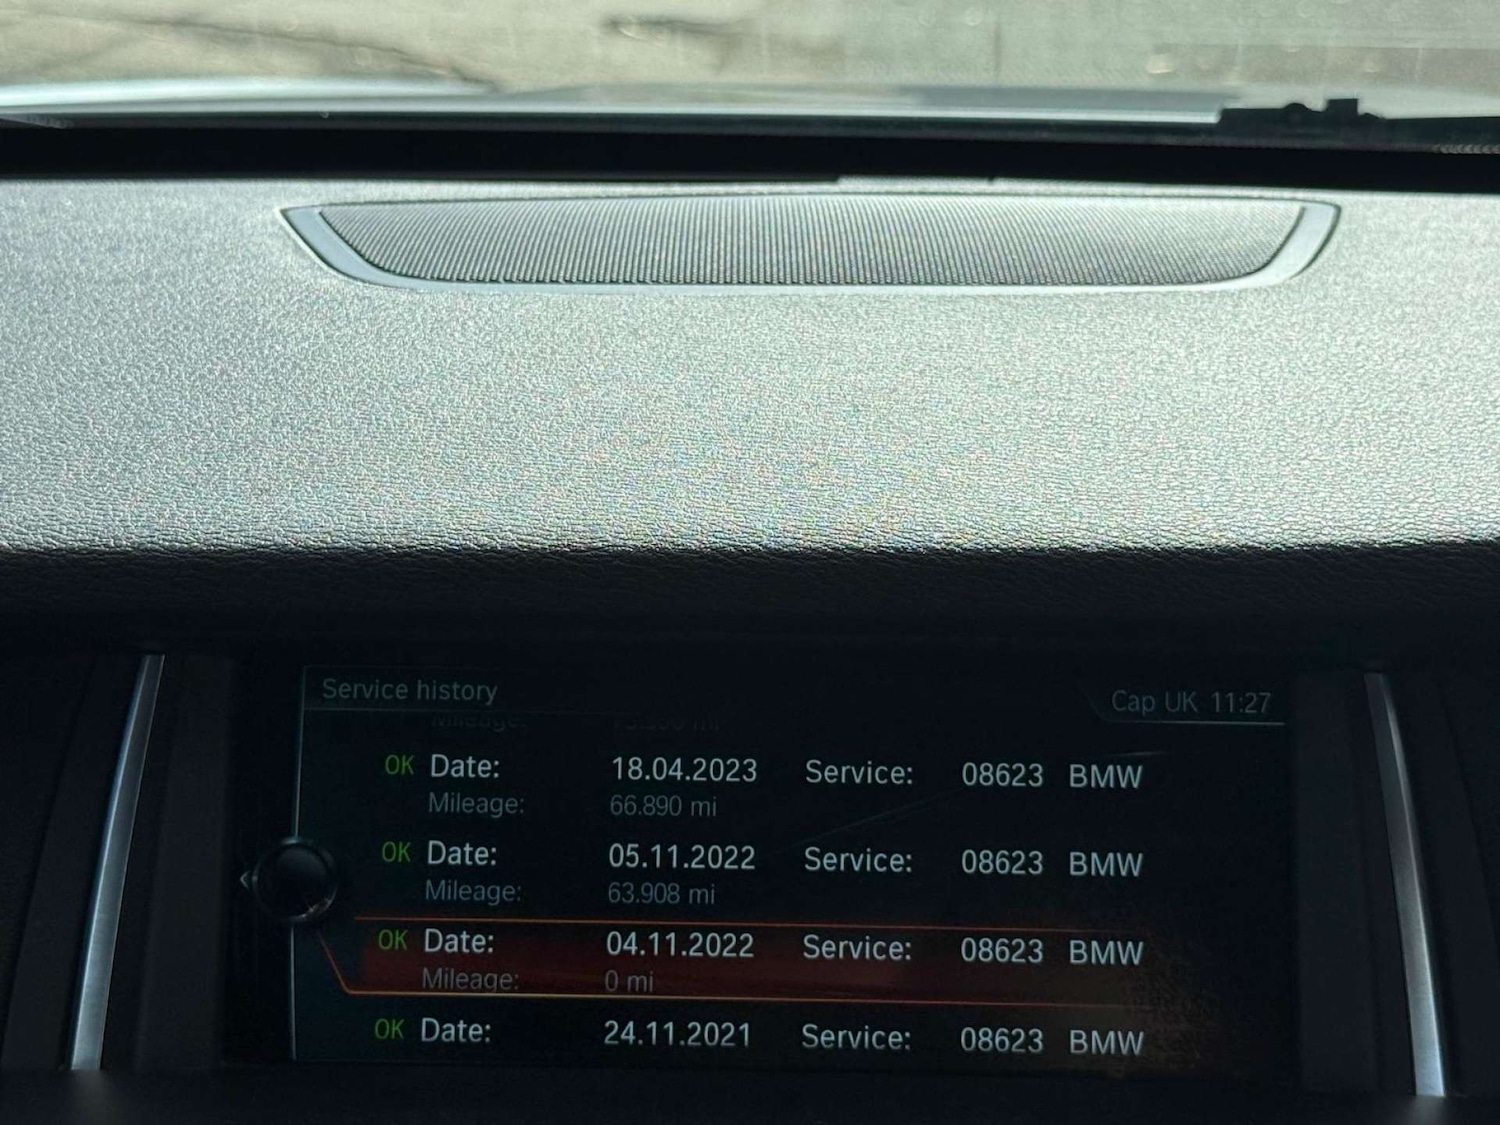 Service history
Cap UK 11:27
Mileage:
OK Date: 18.04.2023 Service: 08623 BMW
Mileage: 66.890 mi
OK Date: 05.11.2022 Service: 08623 BMW
Mileage: 63.908 mi
OK Date: 04.11.2022 Service: 08623 BMW
Mileage: 0 mi
OK Date: 24.11.2021 Service: 08623 BMW